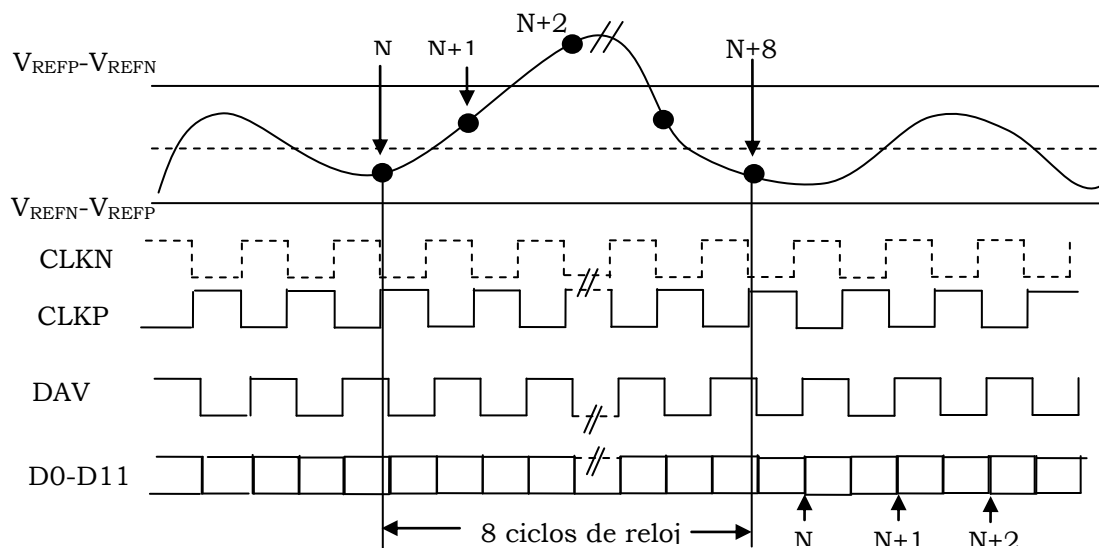 N+2
N N+1 N+8
VREFP-VREFN
VREFN-VREFP
CLKN
CLKP
DAV
D0-D11
8 ciclos de reloj
N N+1 N+2